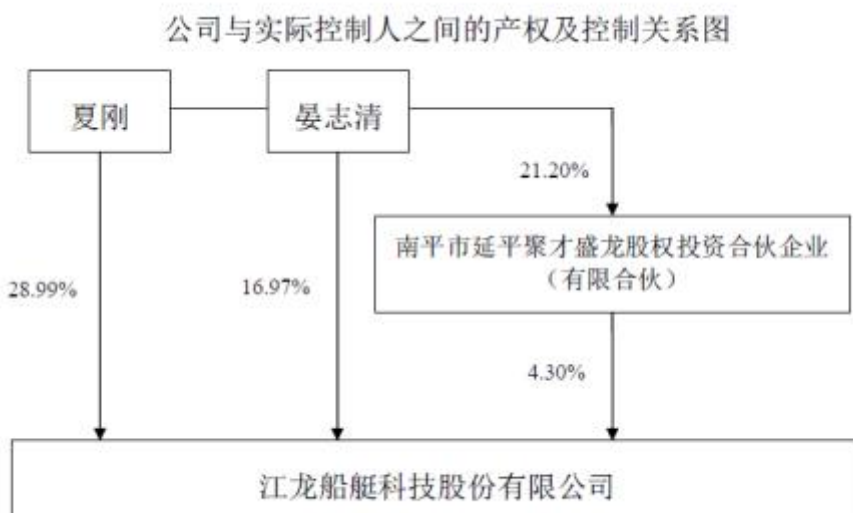 公司与实际控制人之间的产权及控制关系图
夏刚
晏志清
21.20%
南平市延平聚才盛龙股权投资合伙企业
（有限合伙）
28.99%
16.97%
4.30%
江龙船艇科技股份有限公司